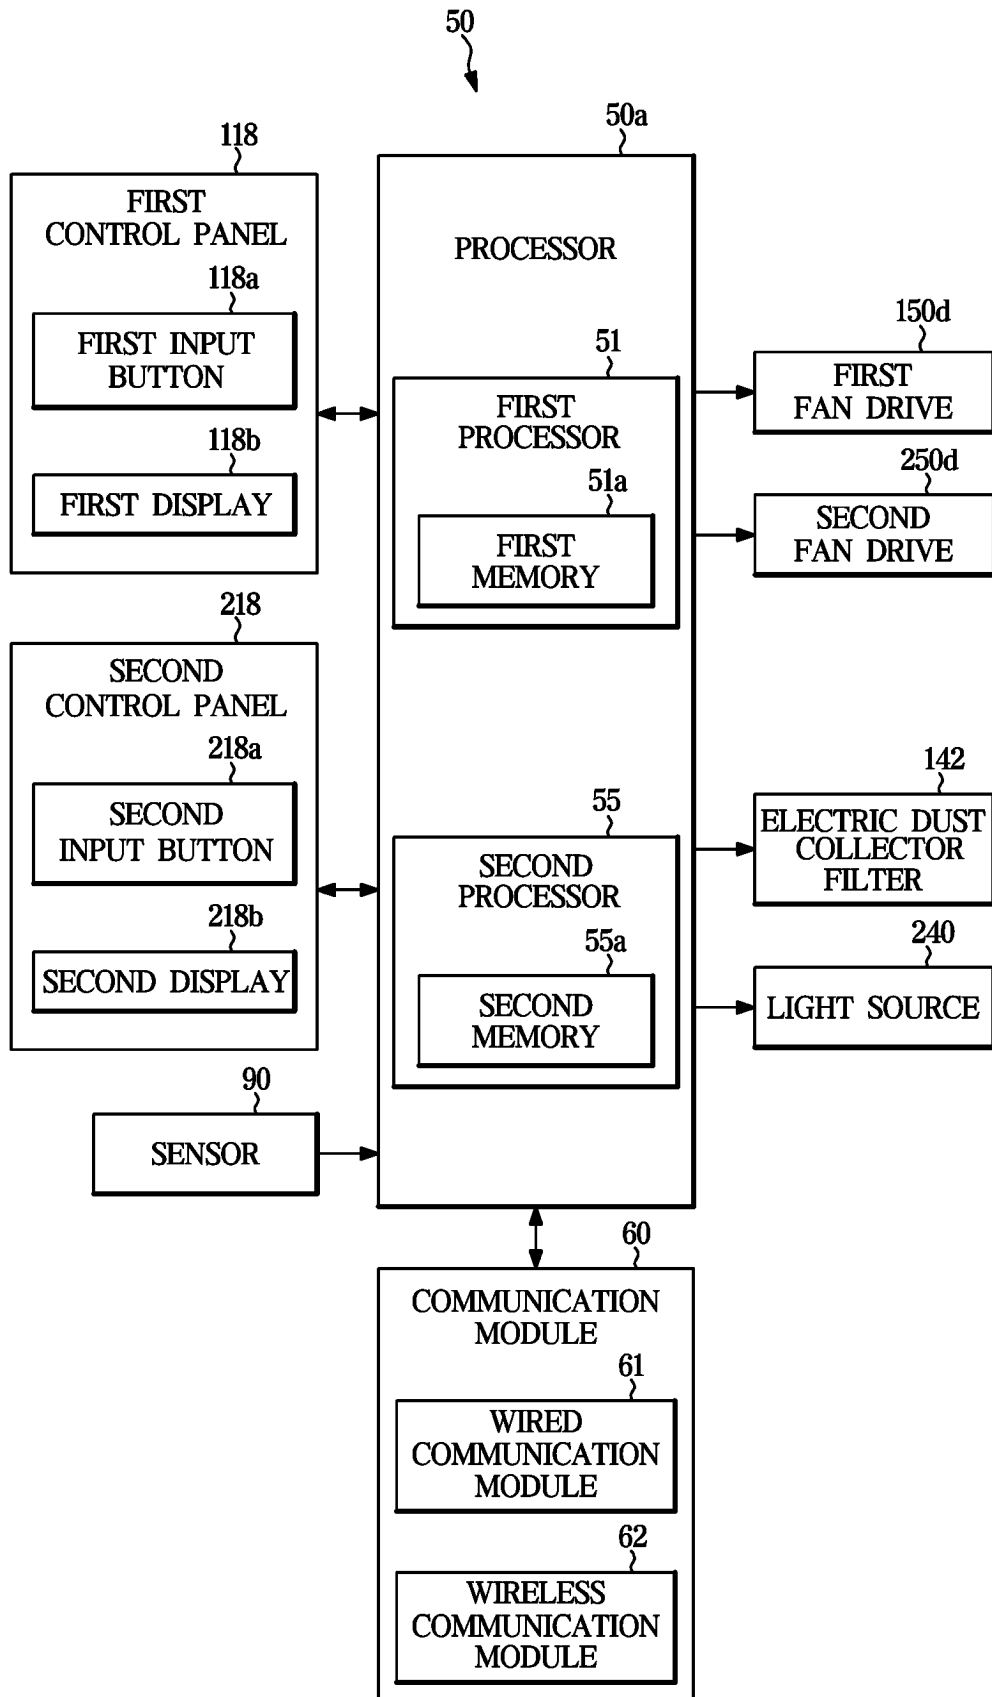 50
50a
PROCESSOR
118
FIRST
CONTROL PANEL
118a
FIRST INPUT
BUTTON
118b
FIRST DISPLAY
218
SECOND
CONTROL PANEL
218a
SECOND
INPUT BUTTON
218b
SECOND DISPLAY
90
SENSOR
51
FIRST
PROCESSOR
51a
FIRST
MEMORY
55
SECOND
PROCESSOR
55a
SECOND
MEMORY
150d
FIRST
FAN DRIVE
250d
SECOND
FAN DRIVE
142
ELECTRIC DUST
COLLECTOR
FILTER
240
LIGHT SOURCE
60
COMMUNICATION
MODULE
61
WIRED
COMMUNICATION
MODULE
62
WIRELESS
COMMUNICATION
MODULE